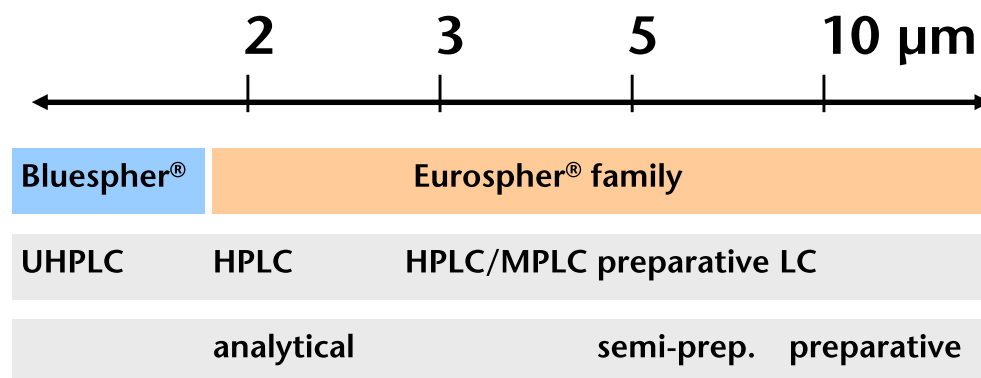 2 3 5 10 µm
Bluespher® Eurospher® family
UHPLC HPLC HPLC/MPLC preparative LC
analytical semi-prep. preparative